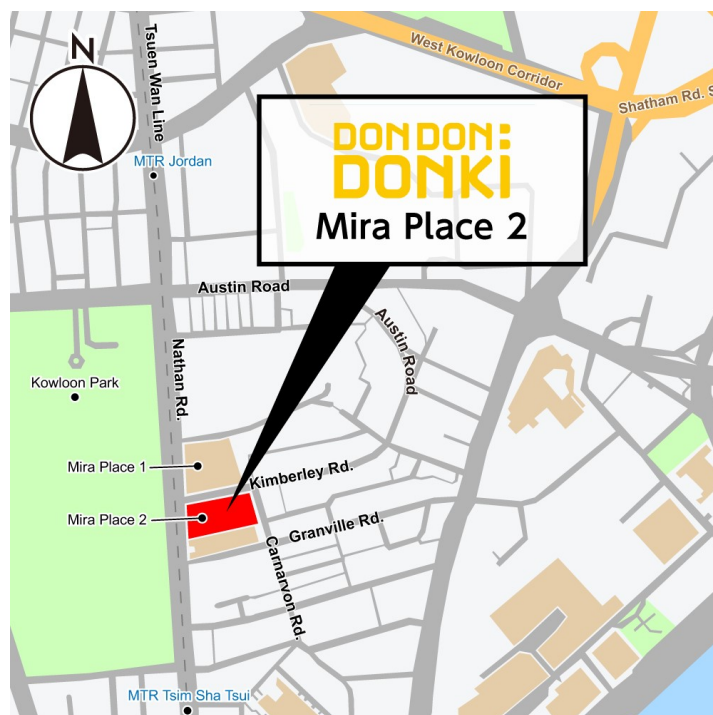 N
Tsuen Wan Line
West Kowloon Corridor
Shatham Rd. S
MTR Jordan
DON DON:
DONKi
Mira Place 2
Austin Road
Austin Road
Nathan Rd.
Kowloon Park
Mira Place 1
Kimberley Rd.
Mira Place 2
Granville Rd.
Carnarvon Rd.
MTR Tsim Sha Tsui